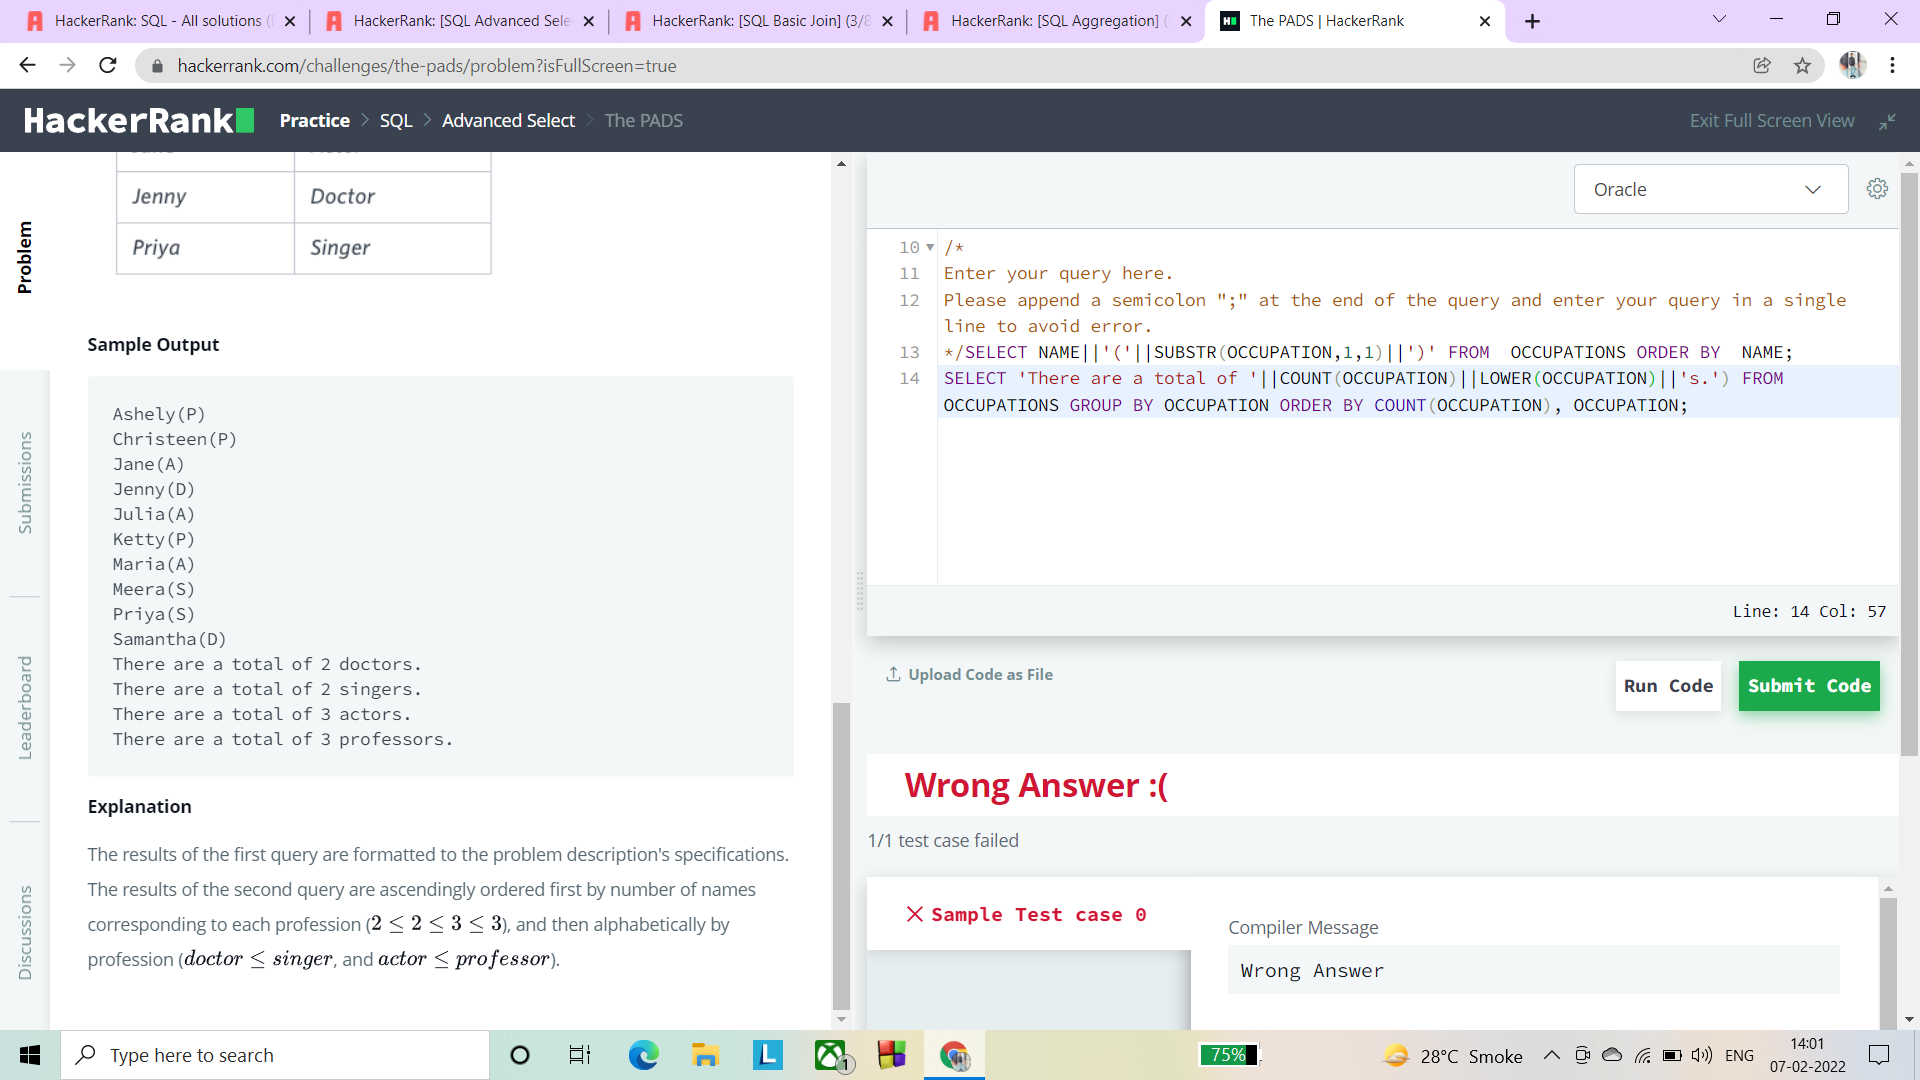 HackerRank: SQL - All solutions (
HackerRank: [SQL Advanced Sele
HackerRank: [SQL Basic Join] (3/8
HackerRank: [SQL Aggregation] (
The PADS | HackerRank
hackerrank.com/challenges/the-pads/problem?isFullScreen=true
HackerRank
Practice > SQL > Advanced Select > The PADS
Exit Full Screen View
Problem
Submissions
Leaderboard
Discussions
Jenny Doctor
Priya Singer
Sample Output
Ashely(P)
Christeen(P)
Jane(A)
Jenny(D)
Julia(A)
Ketty(P)
Maria(A)
Meera(S)
Priya(S)
Samantha(D)
There are a total of 2 doctors.
There are a total of 2 singers.
There are a total of 3 actors.
There are a total of 3 professors.
Explanation
The results of the first query are formatted to the problem description's specifications.
The results of the second query are ascendingly ordered first by number of names
corresponding to each profession (2 ≤ 2 ≤ 3 ≤ 3), and then alphabetically by
profession (doctor ≤ singer, and actor ≤ professor).
Oracle
10 /*
11 Enter your query here.
12 Please append a semicolon ";" at the end of the query and enter your query in a single
line to avoid error.
13 */SELECT NAME||'('||SUBSTR(OCCUPATION,1,1)||')' FROM  OCCUPATIONS ORDER BY  NAME;
14 SELECT 'There are a total of '||COUNT(OCCUPATION)||LOWER(OCCUPATION)||'s.') FROM
OCCUPATIONS GROUP BY OCCUPATION ORDER BY COUNT(OCCUPATION), OCCUPATION;
Line: 14 Col: 57
Upload Code as File
Run Code
Submit Code
Wrong Answer :(
1/1 test case failed
Sample Test case 0
Compiler Message
Wrong Answer
Type here to search
L
1
75%
28°C Smoke
ENG
14:01
07-02-2022